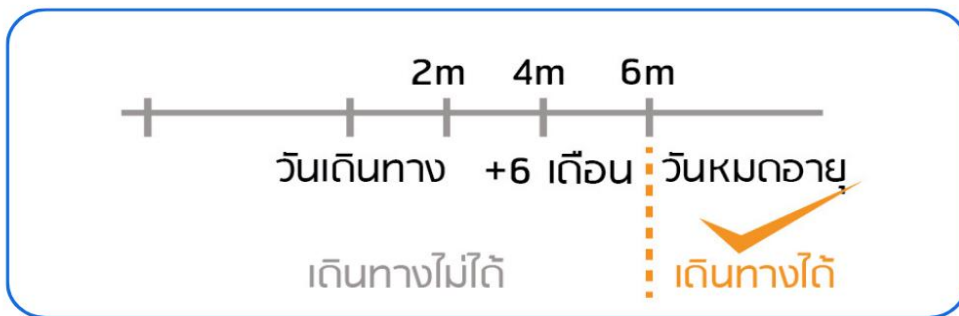 2m 4m 6m
วันเดินทาง +6 เดือน วันหมดอายุ
เดินทางไม่ได้ เดินทางได้